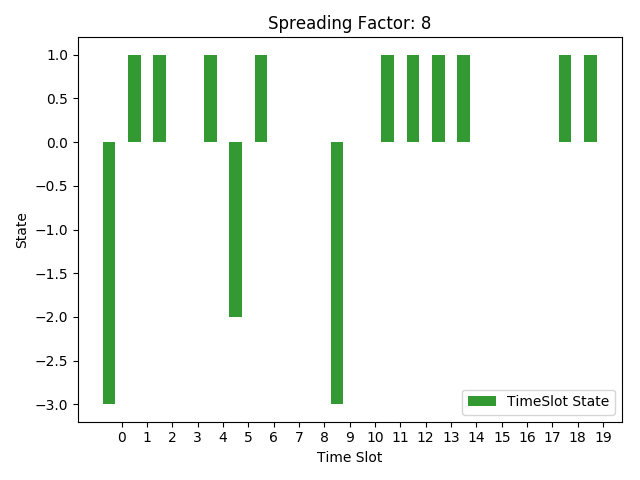 Spreading Factor: 8
1.0
0.5
0.0
−0.5
−1.0
−1.5
−2.0
−2.5
−3.0
State
TimeSlot State
0 1 2 3 4 5 6 7 8 9 10 11 12 13 14 15 16 17 18 19
Time Slot